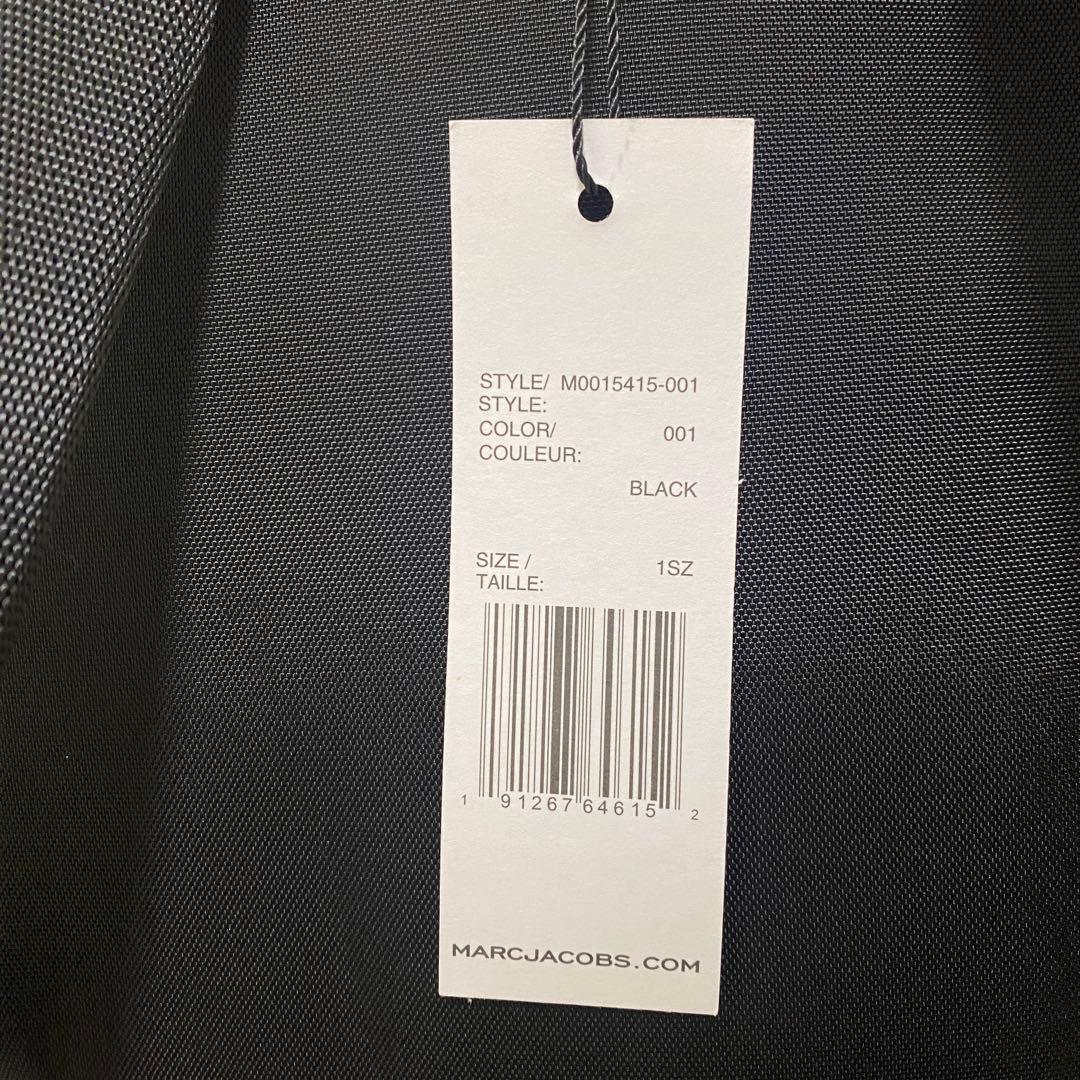 STYLE/ M0015415-001
STYLE:
COLOR/ 001
COULEUR:
BLACK
SIZE / 1SZ
TAILLE:
1 91267 64615 2
MARCJACOBS.COM